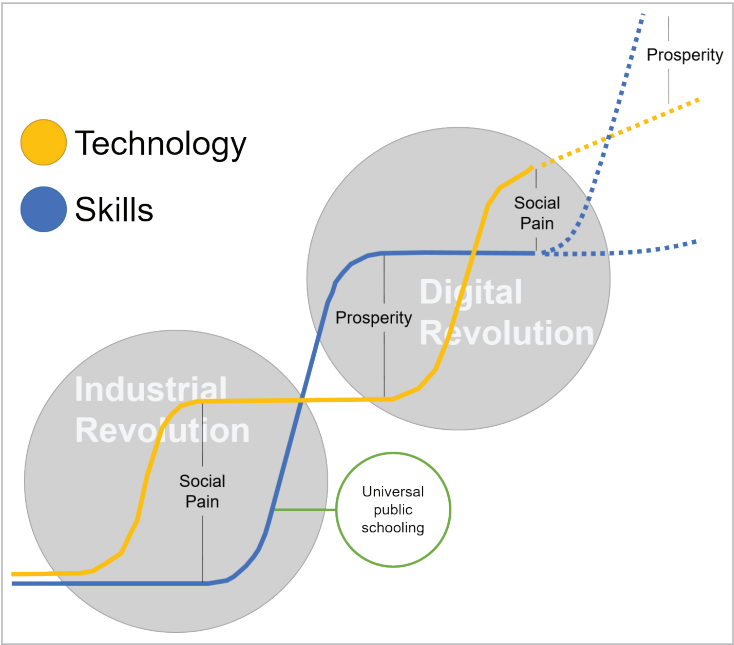 Prosperity
Technology
Skills
Social
Pain
Digital
Revolution
Prosperity
Industrial
Revolution
Social
Pain
Universal
public
schooling